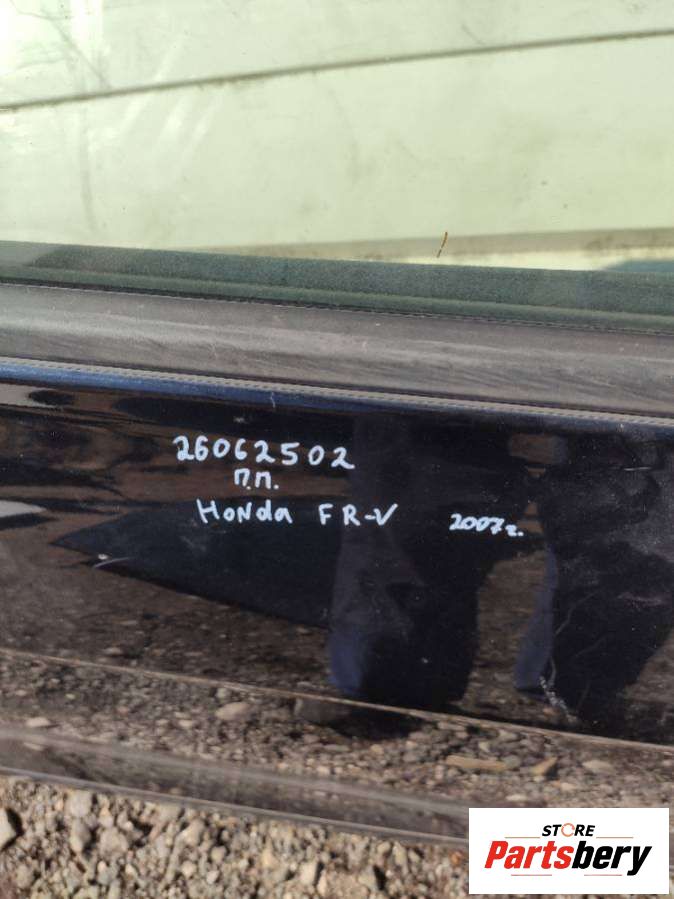 26062502
п.п.
Honda FR-V 2007г.
STORE
Partsbery